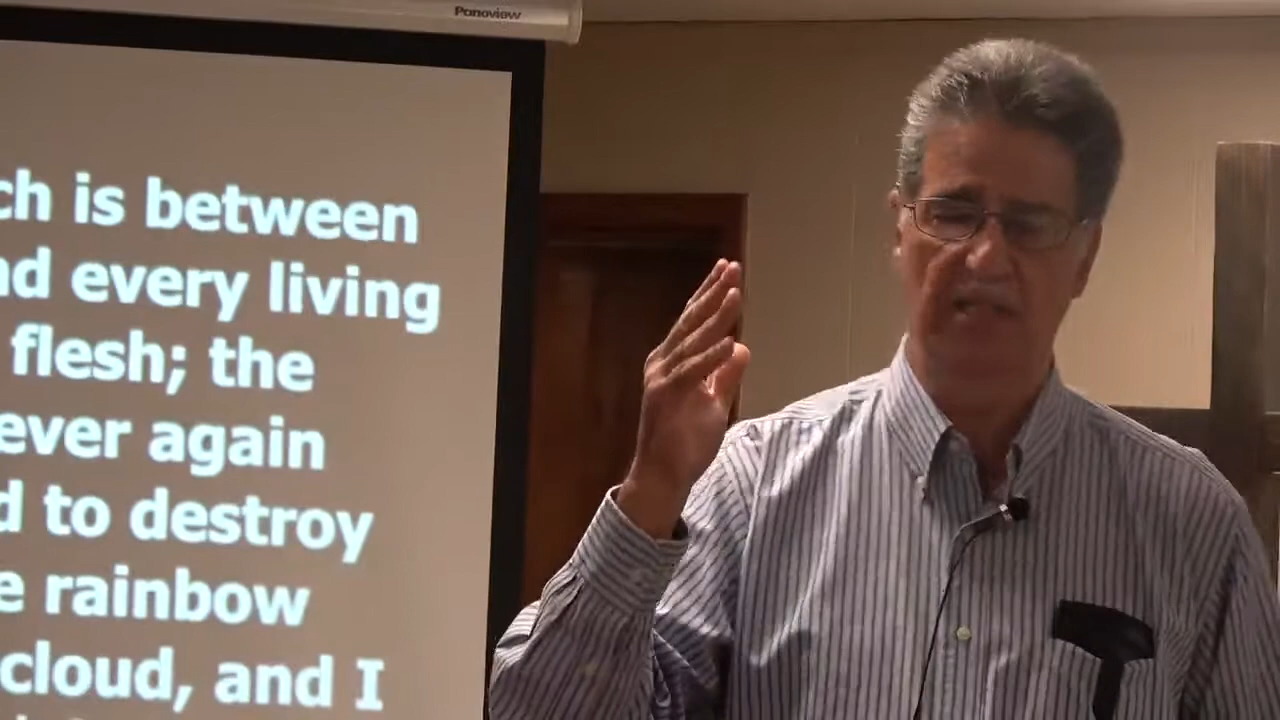 Panoview
ch is between
nd every living
flesh; the
ever again
d to destroy
e rainbow
cloud, and I